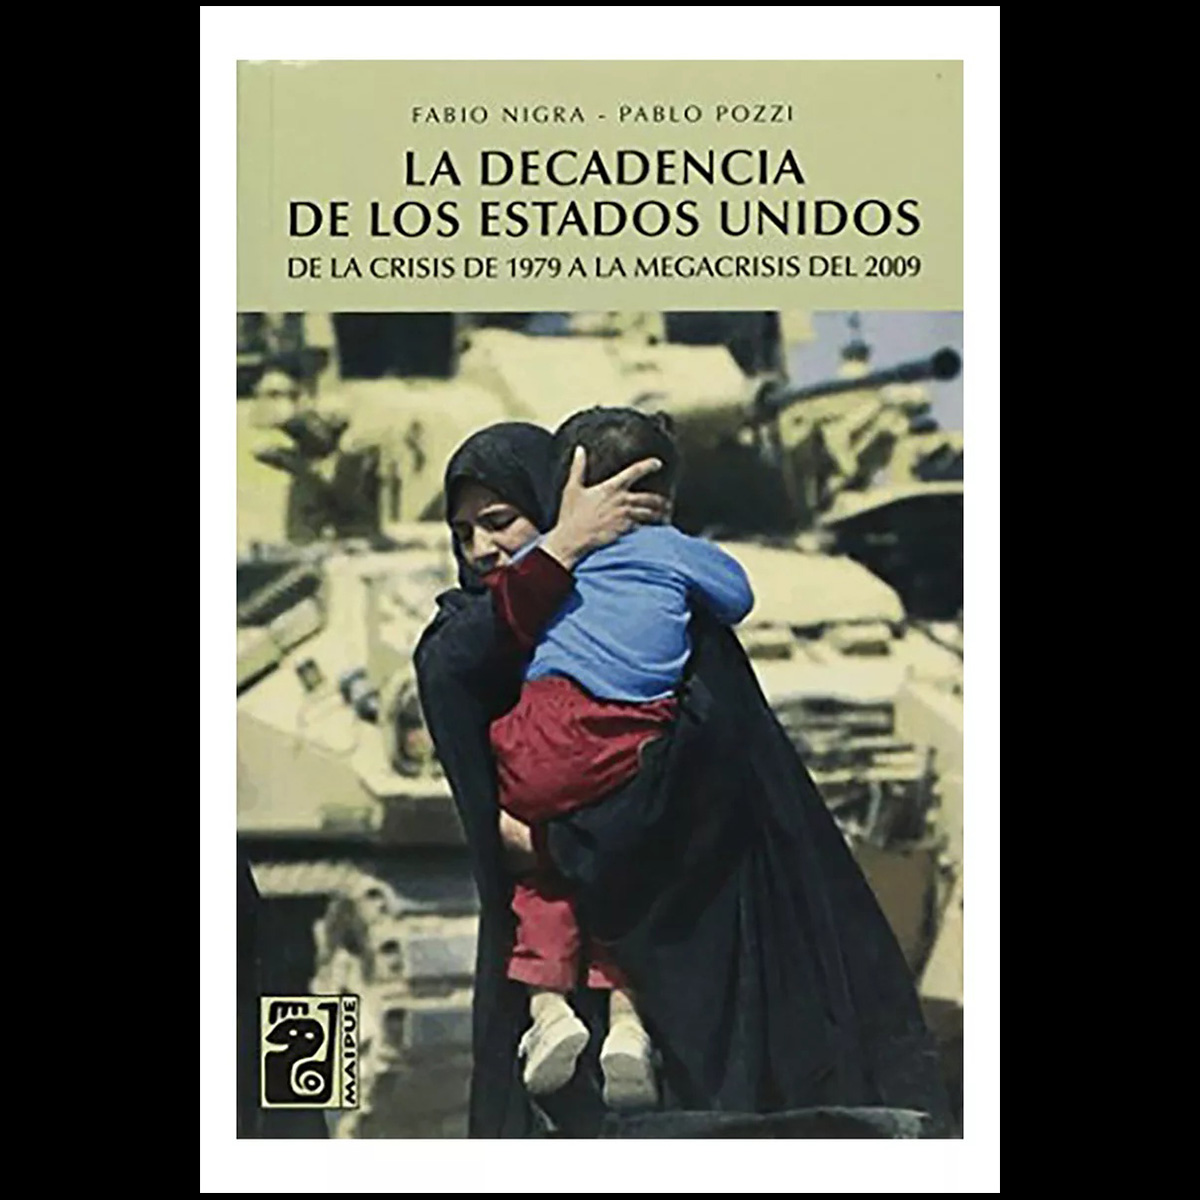 FABIO NIGRA - PABLO POZZI
LA DECADENCIA
DE LOS ESTADOS UNIDOS
DE LA CRISIS DE 1979 A LA MEGACRISIS DEL 2009
MAIPUE